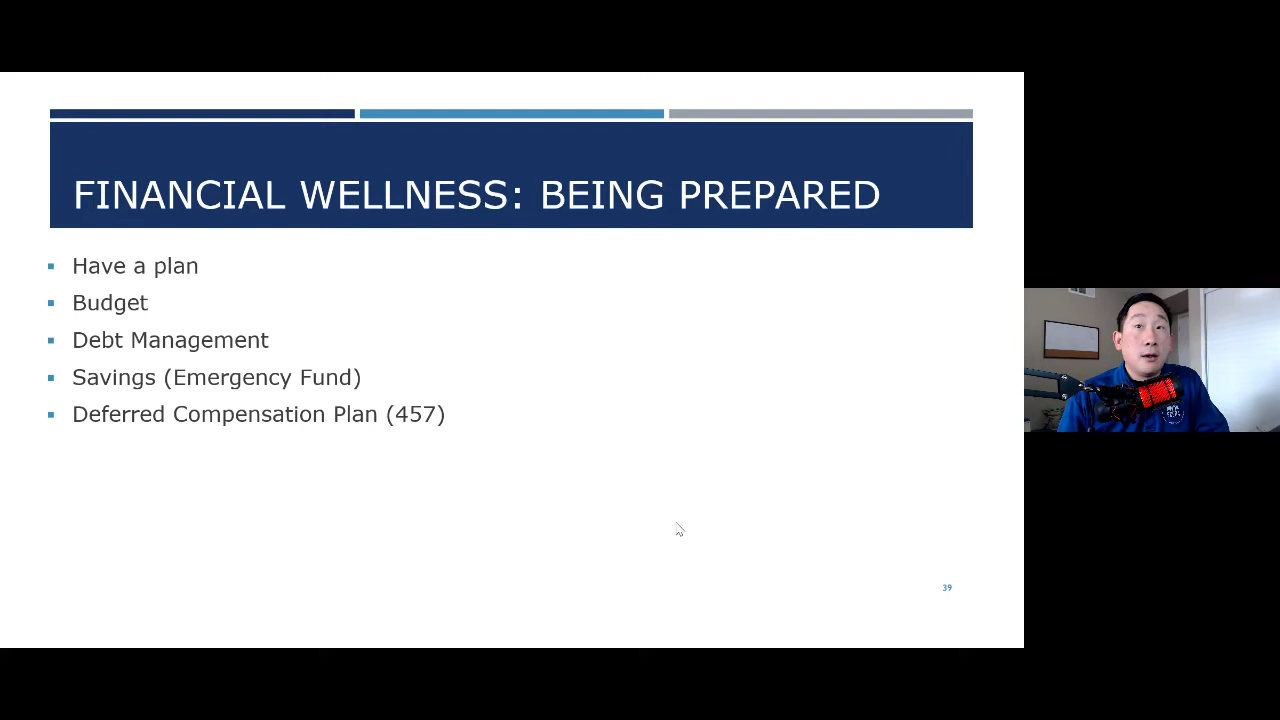 FINANCIAL WELLNESS: BEING PREPARED
Have a plan
Budget
Debt Management
Savings (Emergency Fund)
Deferred Compensation Plan (457)
39